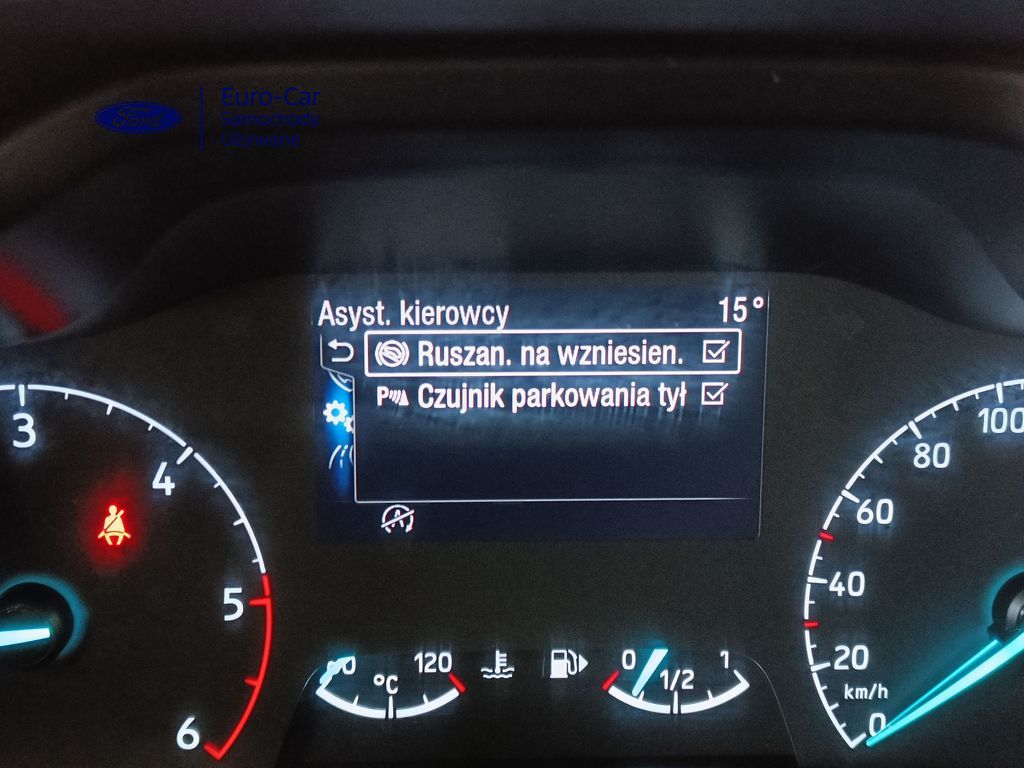 Ford
Euro-Car
Samochody
Używane
Asyst. kierowcy 15°
Ruszan. na wzniesien.
P Czujnik parkowania tył
3
4
5
6
A
120
°C
0 1/2 1
100
80
60
40
20
km/h
0